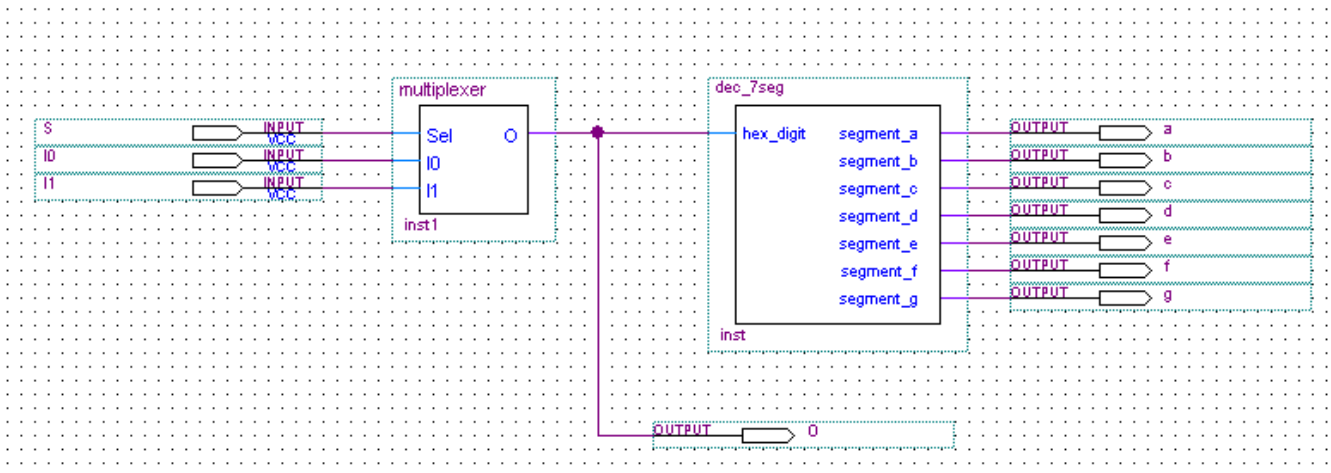 multiplexer
dec_7seg
S INPUT VCC
I0 INPUT VCC
I1 INPUT VCC
Sel O
I0
I1
inst1
hex_digit segment_a
segment_b
segment_c
segment_d
segment_e
segment_f
segment_g
inst
OUTPUT a
OUTPUT b
OUTPUT c
OUTPUT d
OUTPUT e
OUTPUT f
OUTPUT g
OUTPUT O